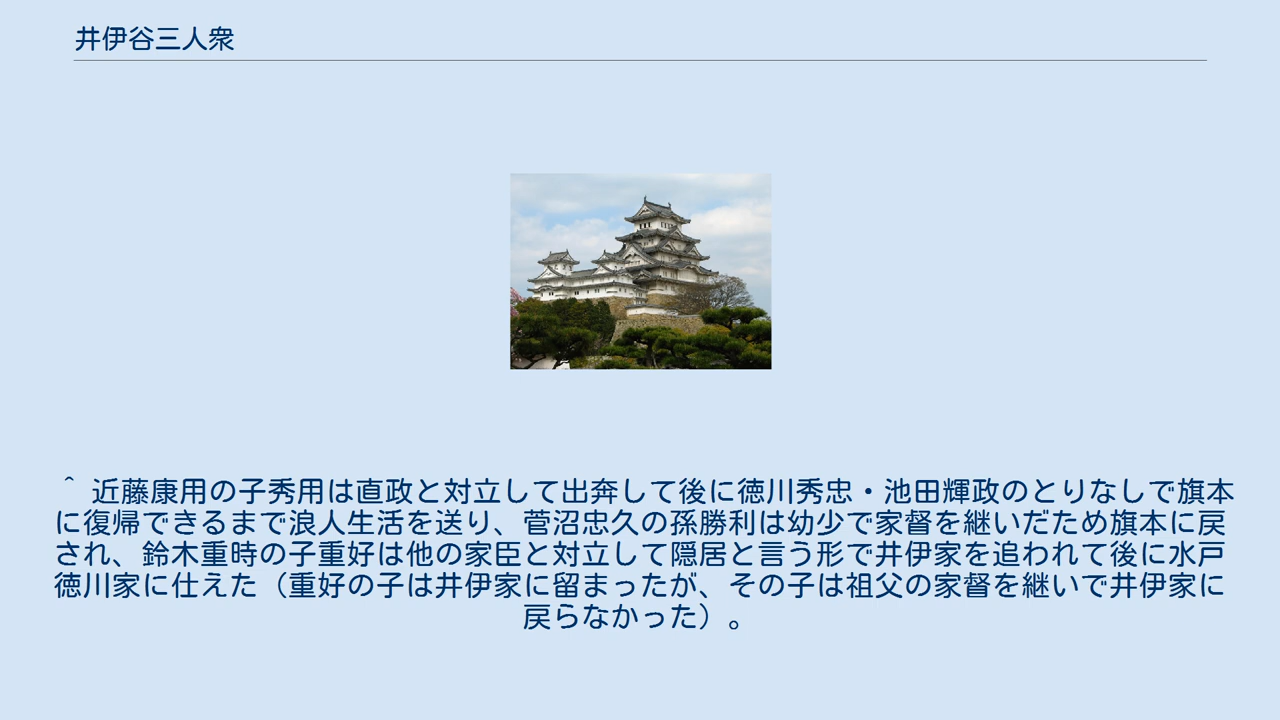 井伊谷三人衆
^ 近藤康用の子秀用は直政と対立して出奔して後に徳川秀忠・池田輝政のとりなしで旗本
に復帰できるまで浪人生活を送り、菅沼忠久の孫勝利は幼少で家督を継いだため旗本に戻
され、鈴木重時の子重好は他の家臣と対立して隠居と言う形で井伊家を追われて後に水戸
徳川家に仕えた（重好の子は井伊家に留まったが、その子は祖父の家督を継いで井伊家に
戻らなかった）。